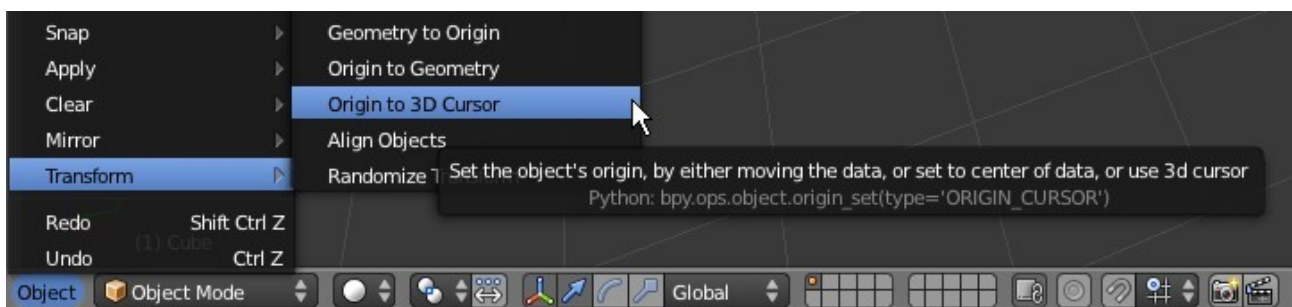 Snap
Apply
Clear
Mirror
Transform
Redo Shift Ctrl Z
Undo Ctrl Z
(1) Cube
Geometry to Origin
Origin to Geometry
Origin to 3D Cursor
Align Objects
Randomize
Set the object's origin, by either moving the data, or set to center of data, or use 3d cursor
Python: bpy.ops.object.origin_set(type='ORIGIN_CURSOR')
Object Object Mode Global